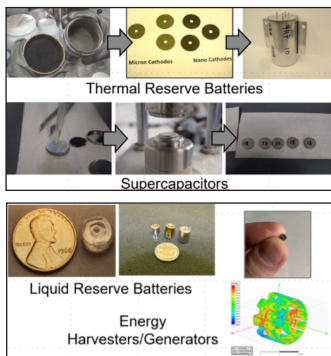 Micron Cathodes
Nano Cathodes
Thermal Reserve Batteries
Supercapacitors
Liquid Reserve Batteries
Energy
Harvesters/Generators